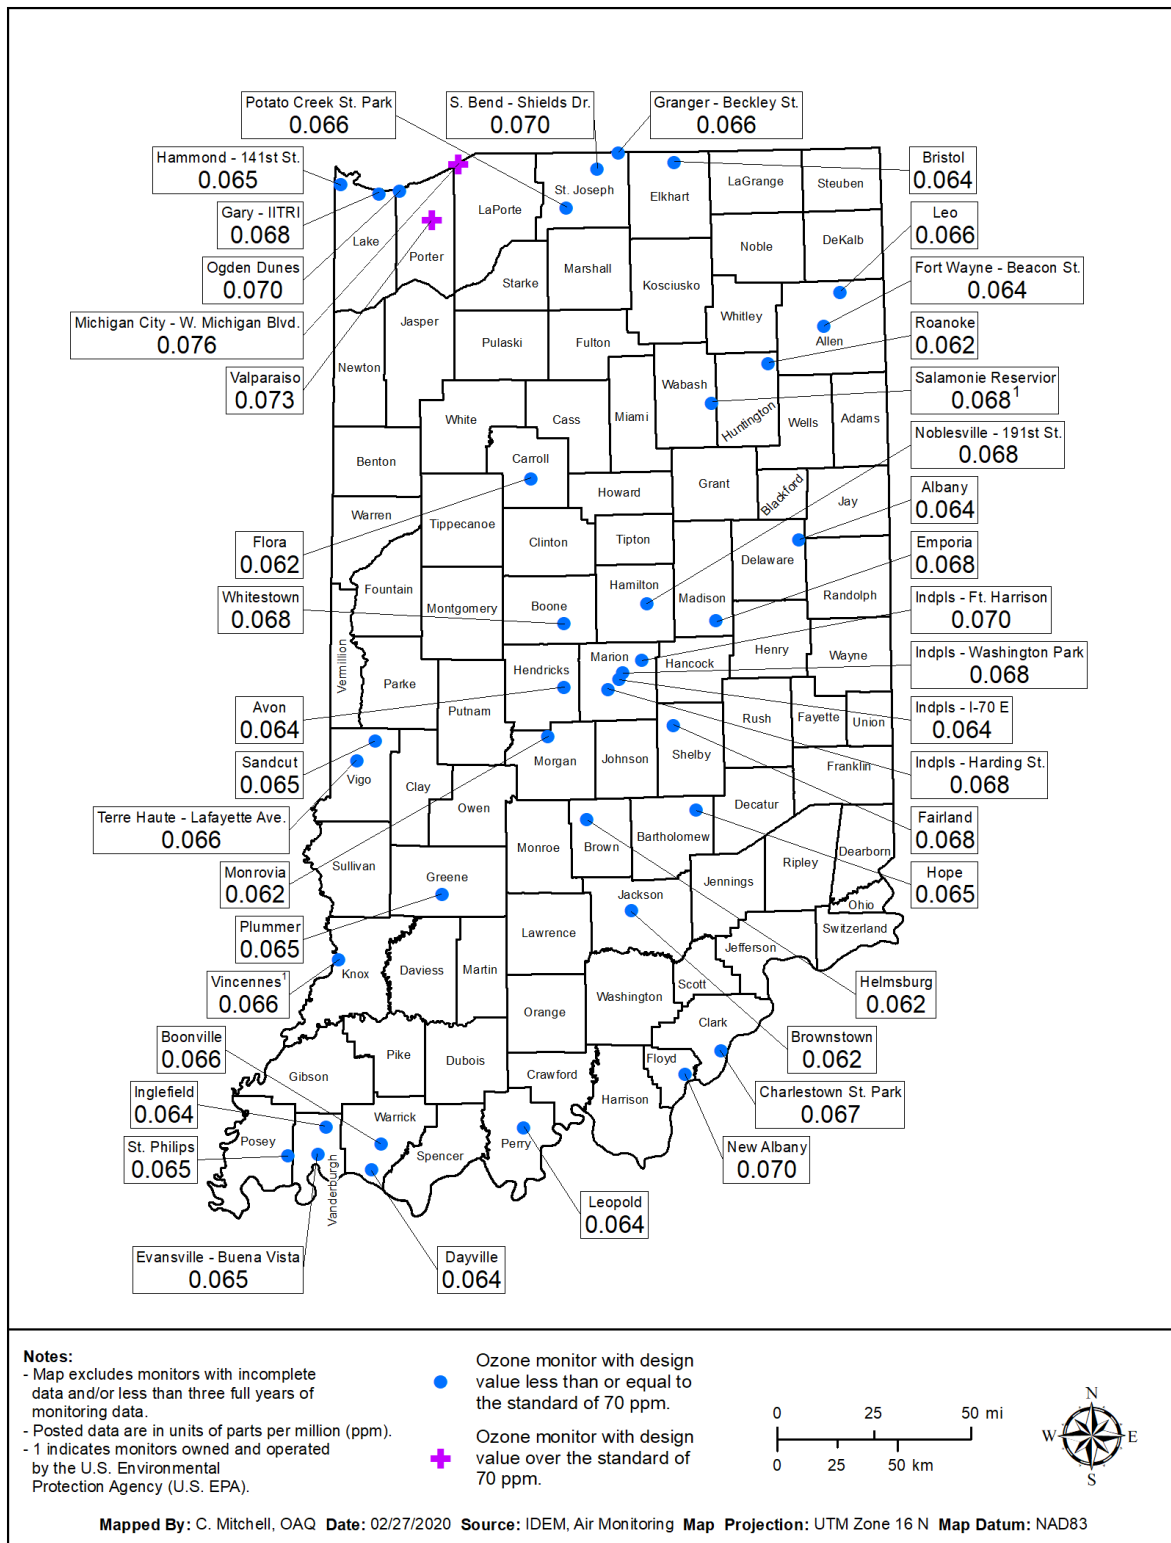 Potato Creek St. Park
0.066
S. Bend - Shields Dr.
0.070
Granger - Beckley St.
0.066
Hammond - 141st St.
0.065
Gary - IITRI
0.068
Ogden Dunes
0.070
Michigan City - W. Michigan Blvd.
0.076
Valparaiso
0.073
Bristol
0.064
Leo
0.066
Fort Wayne - Beacon St.
0.064
Roanoke
0.062
Salamonie Reservior
0.068¹
Noblesville - 191st St.
0.068
Albany
0.064
Emporia
0.068
Indpls - Ft. Harrison
0.070
Indpls - Washington Park
0.068
Indpls - I-70 E
0.064
Indpls - Harding St.
0.068
Fairland
0.068
Hope
0.065
Helmsburg
0.062
Brownstown
0.062
Charlestown St. Park
0.067
New Albany
0.070
Leopold
0.064
Flora
0.062
Whitestown
0.068
Avon
0.064
Sandcut
0.065
Terre Haute - Lafayette Ave.
0.066
Monrovia
0.062
Plummer
0.065
Vincennes¹
0.066
Boonville
0.066
Inglefield
0.064
St. Philips
0.065
Evansville - Buena Vista
0.065
Dayville
0.064
Lake
Porter
LaPorte
St. Joseph
Elkhart
LaGrange
Steuben
Noble
DeKalb
Starke
Marshall
Kosciusko
Whitley
Allen
Newton
Jasper
Pulaski
Fulton
Wabash
Huntington
Wells
Adams
White
Cass
Miami
Benton
Carroll
Howard
Grant
Blackford
Jay
Warren
Tippecanoe
Clinton
Tipton
Delaware
Randolph
Fountain
Montgomery
Boone
Hamilton
Madison
Vermillion
Parke
Putnam
Hendricks
Marion
Hancock
Henry
Wayne
Rush
Fayette
Union
Vigo
Clay
Owen
Morgan
Johnson
Shelby
Franklin
Decatur
Sullivan
Greene
Monroe
Brown
Bartholomew
Jennings
Ripley
Dearborn
Ohio
Switzerland
Jackson
Lawrence
Jefferson
Scott
Knox
Daviess
Martin
Washington
Orange
Clark
Floyd
Pike
Dubois
Crawford
Harrison
Gibson
Posey
Vanderburgh
Warrick
Spencer
Perry
Notes:
- Map excludes monitors with incomplete
data and/or less than three full years of
monitoring data.
- Posted data are in units of parts per million (ppm).
- 1 indicates monitors owned and operated
by the U.S. Environmental
Protection Agency (U.S. EPA).
Ozone monitor with design
value less than or equal to
the standard of 70 ppm.
Ozone monitor with design
value over the standard of
70 ppm.
0 25 50 mi
0 25 50 km
N
W E
S
Mapped By: C. Mitchell, OAQ Date: 02/27/2020 Source: IDEM, Air Monitoring Map Projection: UTM Zone 16 N Map Datum: NAD83